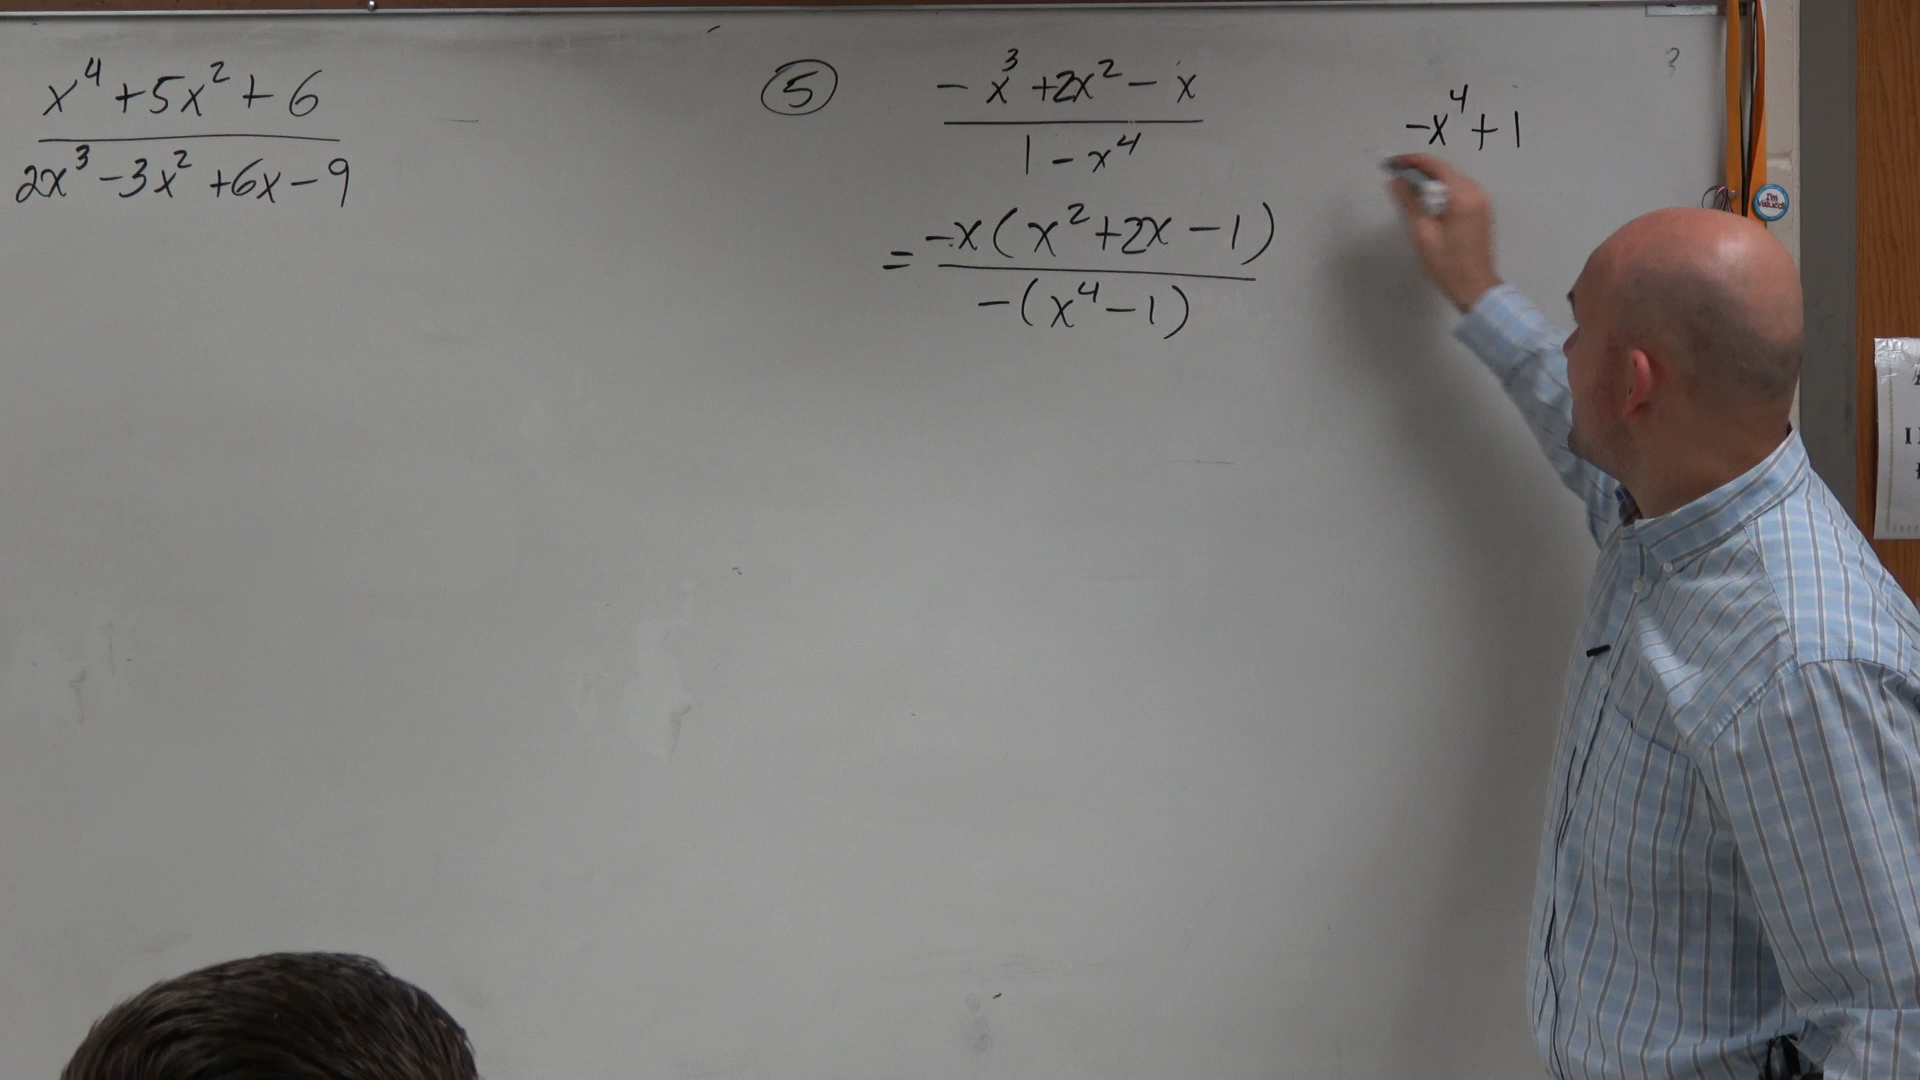 x⁴ + 5x² + 6
2x³ - 3x² + 6x - 9
5
- x³ + 2x² - x
1 - x⁴
= -x(x² + 2x - 1)
-(x⁴ - 1)
-x⁴ + 1
?
I'm
Valued!